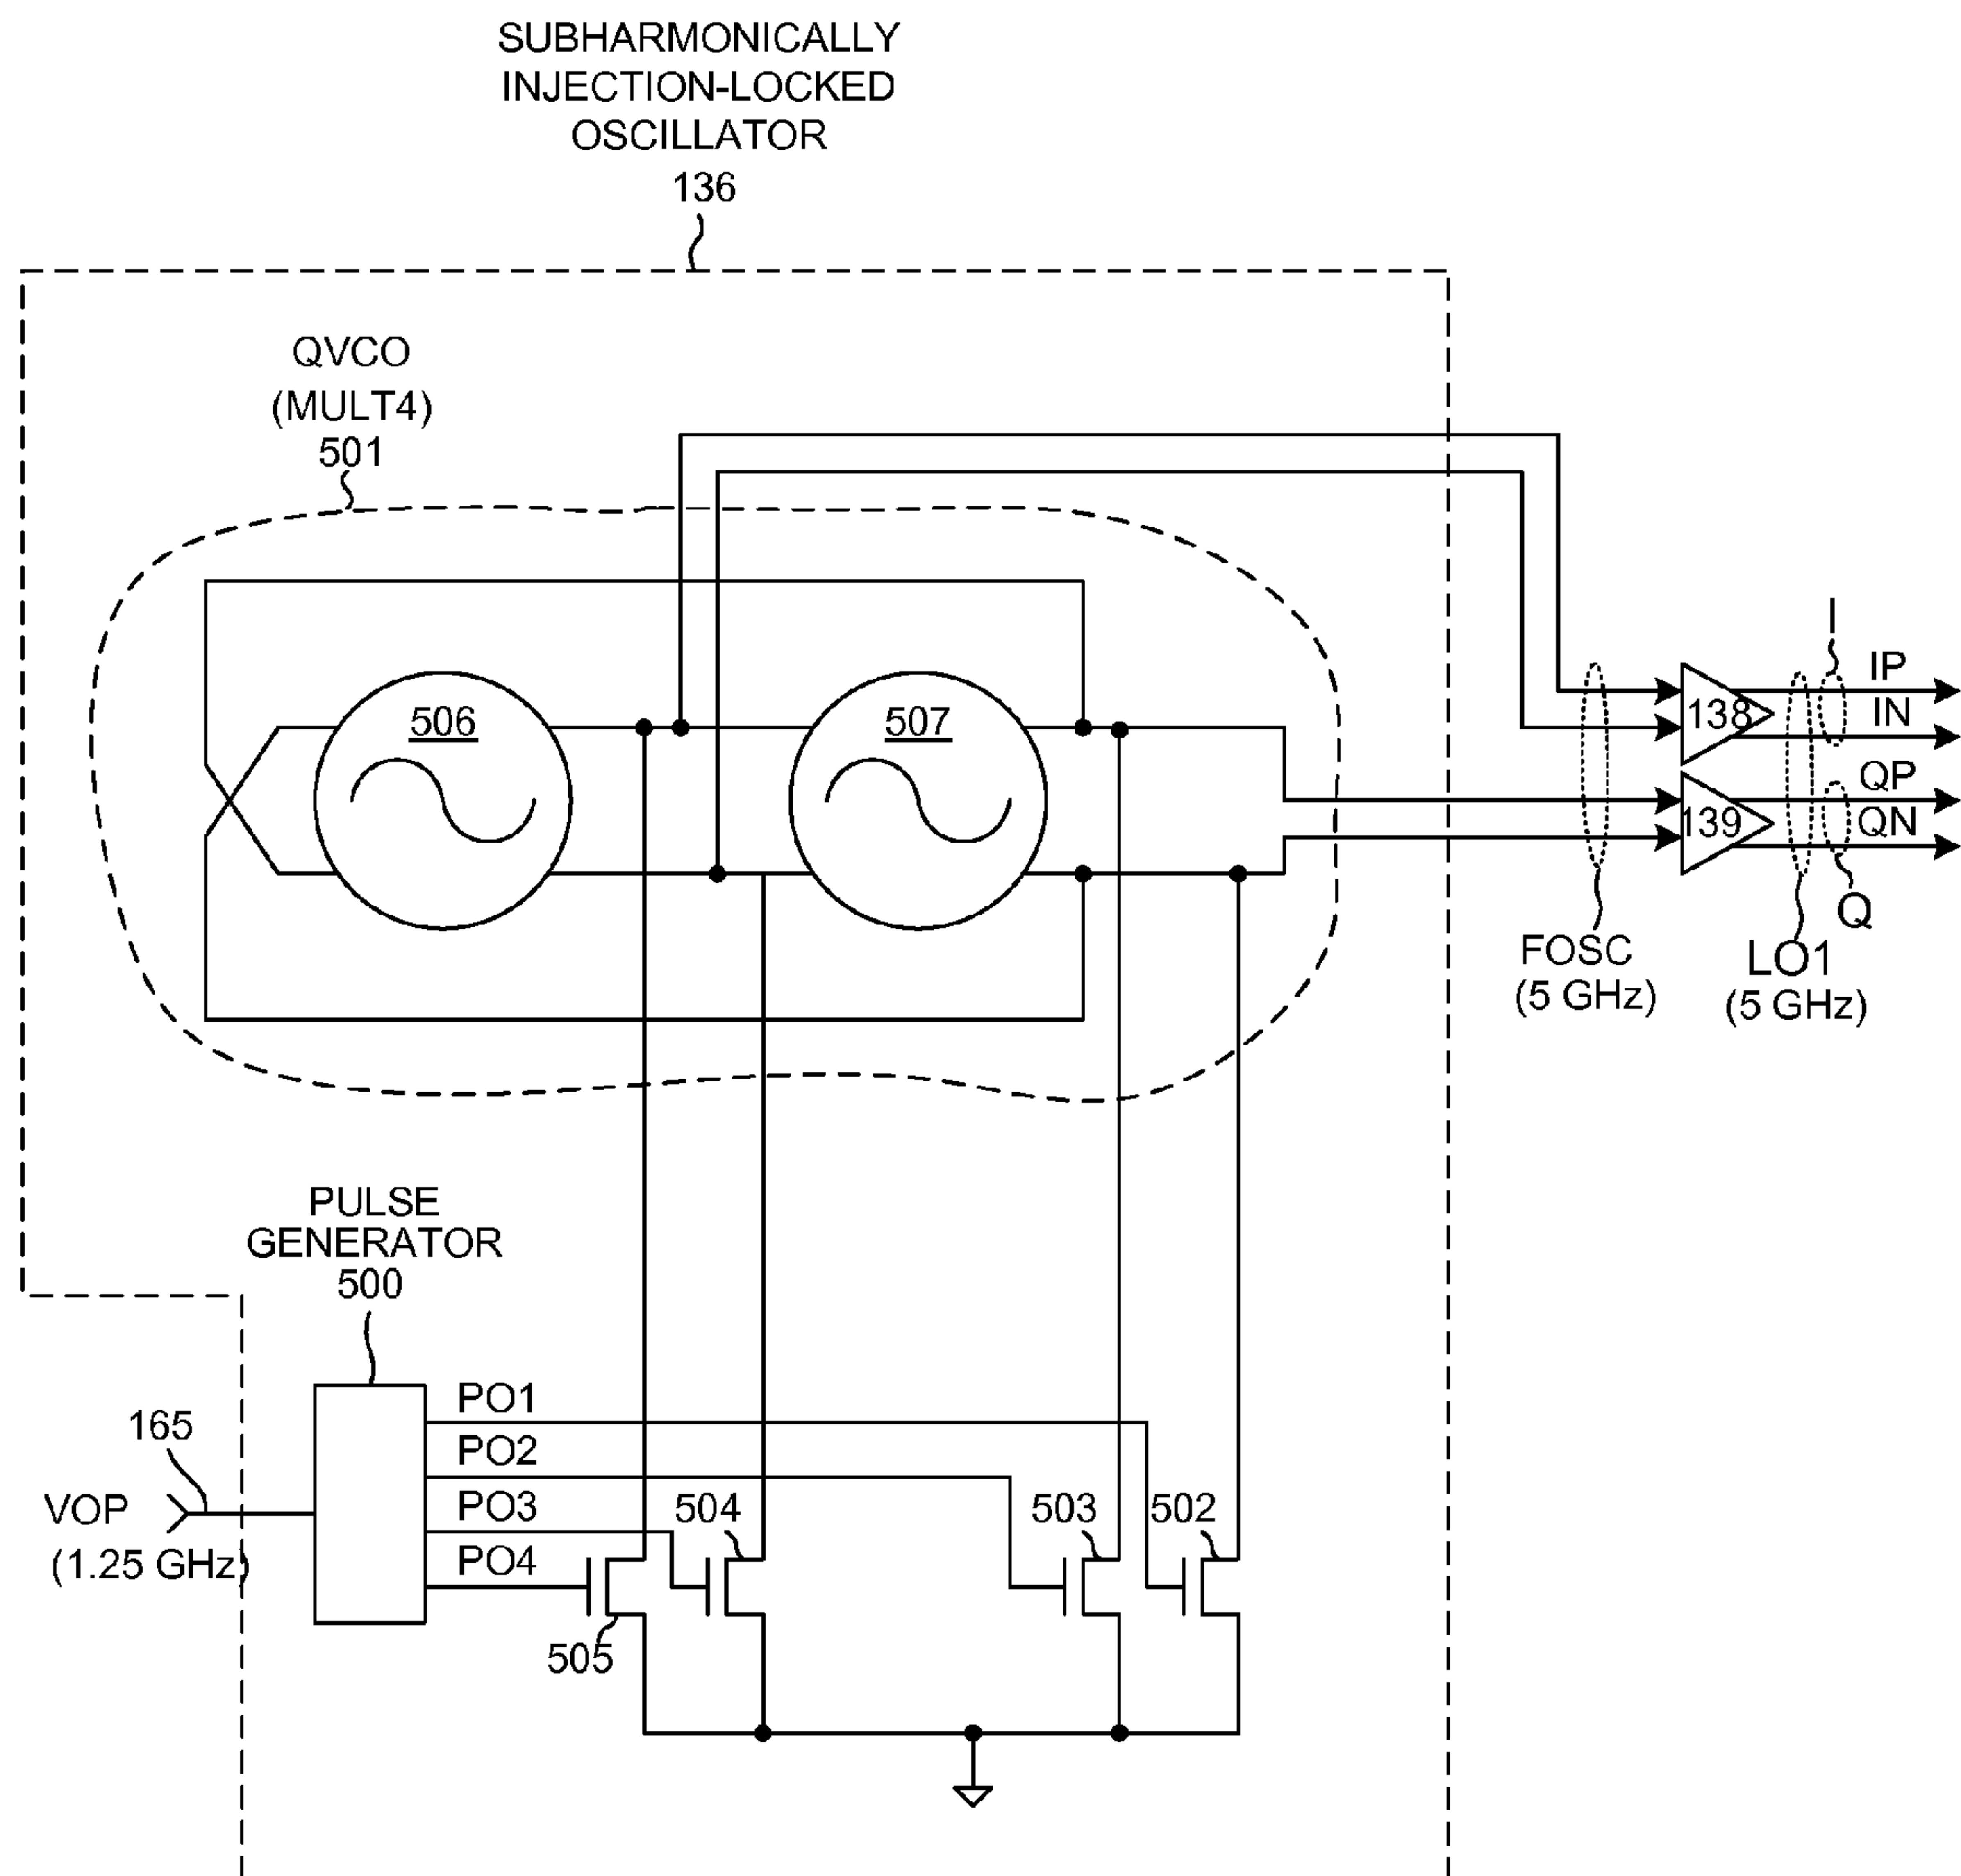 SUBHARMONICALLY
INJECTION-LOCKED
OSCILLATOR
136
QVCO
(MULT4)
501
506
507
138
139
I
IP
IN
QP
QN
Q
FOSC
(5 GHz)
LO1
(5 GHz)
PULSE
GENERATOR
500
165
VOP
(1.25 GHz)
PO1
PO2
PO3
PO4
504
505
503
502